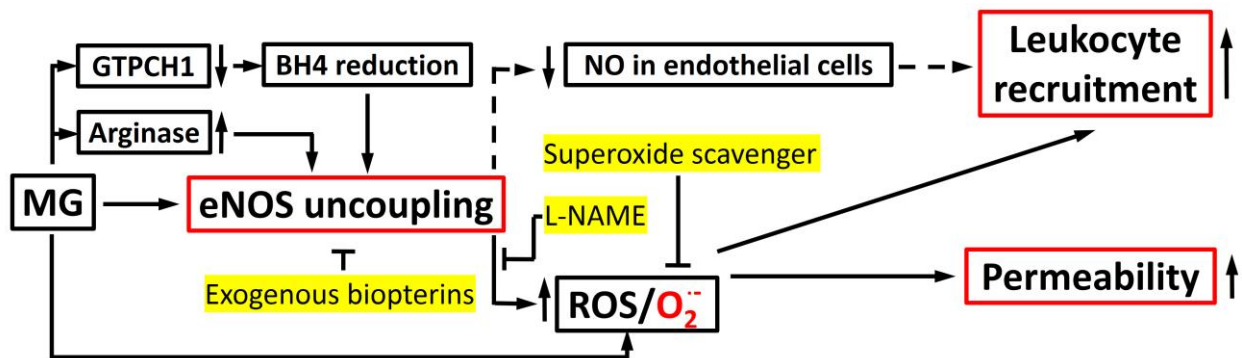 GTPCH1
BH4 reduction
NO in endothelial cells
Leukocyte
recruitment
Arginase
Superoxide scavenger
MG
eNOS uncoupling
L-NAME
Exogenous biopterins
ROS/O₂·⁻
Permeability